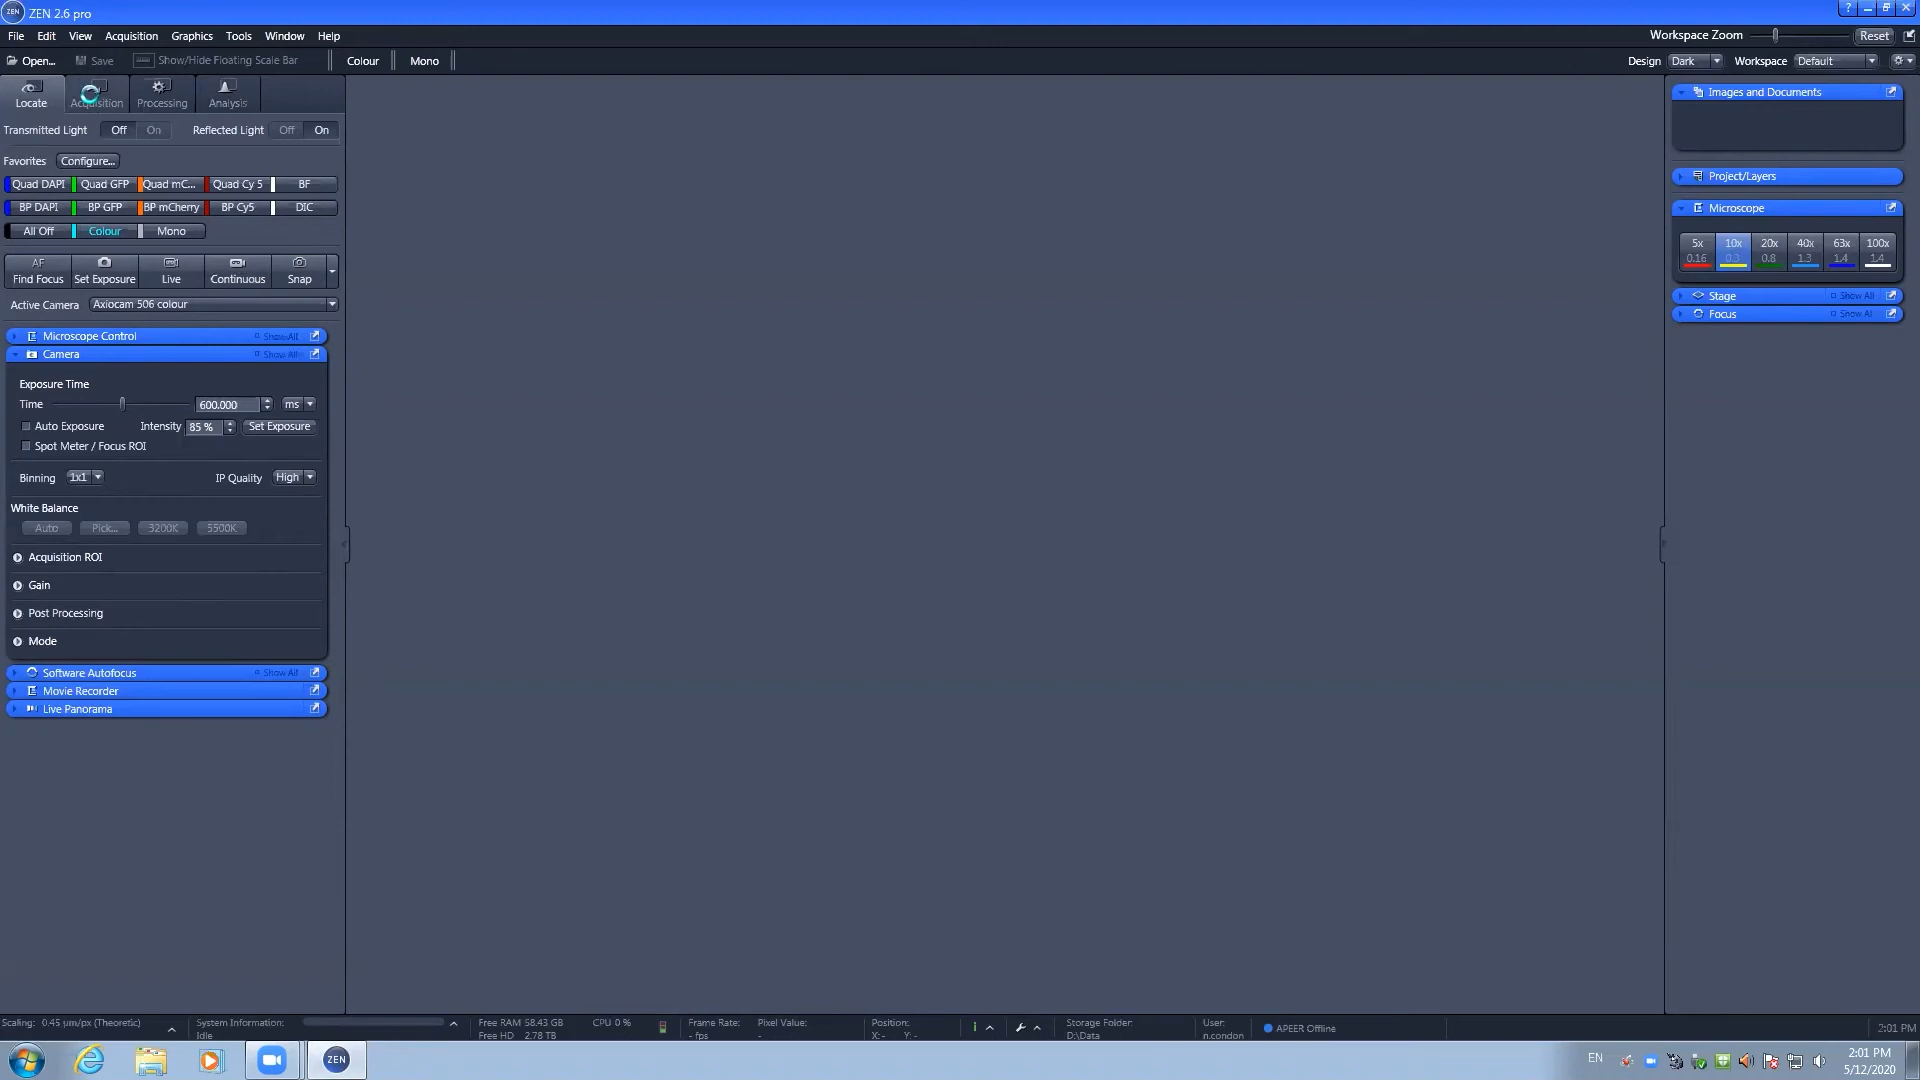 ZEN ZEN 2.6 pro
File Edit View Acquisition Graphics Tools Window Help
Workspace Zoom Reset
Open... Save Show/Hide Floating Scale Bar Colour Mono
Design Dark Workspace Default
Locate Acquisition Processing Analysis
Transmitted Light Off On Reflected Light Off On
Favorites Configure...
Quad DAPI Quad GFP Quad mC... Quad Cy 5 BF
BP DAPI BP GFP BP mCherry BP Cy5 DIC
All Off Colour Mono
AF
Find Focus Set Exposure Live Continuous Snap
Active Camera Axiocam 506 colour
Microscope Control Show All
Camera Show All
Exposure Time
Time 600.000 ms
Auto Exposure Intensity 85 % Set Exposure
Spot Meter / Focus ROI
Binning 1x1 IP Quality High
White Balance
Auto Pick... 3200K 5500K
Acquisition ROI
Gain
Post Processing
Mode
Software Autofocus Show All
Movie Recorder
Live Panorama
Images and Documents
Project/Layers
Microscope
5x 10x 20x 40x 63x 100x
0.16 0.3 0.8 1.3 1.4 1.4
Stage Show All
Focus Show All
Scaling: 0.45 µm/px (Theoretic) System Information: Free RAM 58.43 GB CPU 0 % Frame Rate: Pixel Value: Position: Storage Folder: User: APEER Offline 2:01 PM
Idle Free HD 2.78 TB - fps X:- Y:- D:\Data n.condon
ZEN EN 2:01 PM
5/12/2020